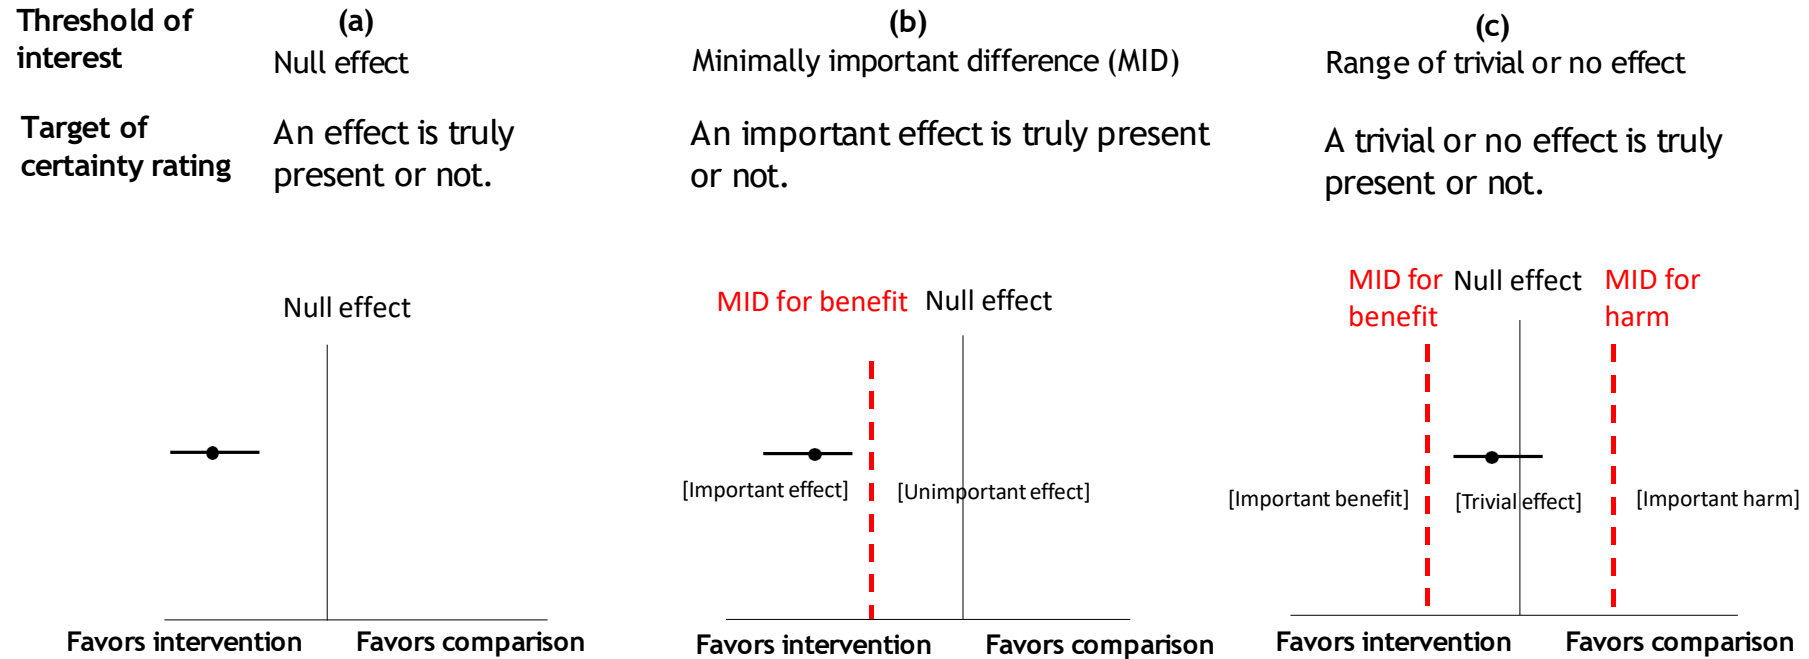 Threshold of interest
(a)
Null effect
(b)
Minimally important difference (MID)
(c)
Range of trivial or no effect
Target of
certainty rating
An effect is truly
present or not.
An important effect is truly present
or not.
A trivial or no effect is truly
present or not.
Null effect
MID for benefit
Null effect
MID for
benefit
Null effect
MID for
harm
[Important effect]
[Unimportant effect]
[Important benefit]
[Trivial effect]
[Important harm]
Favors intervention
Favors comparison
Favors intervention
Favors comparison
Favors intervention
Favors comparison